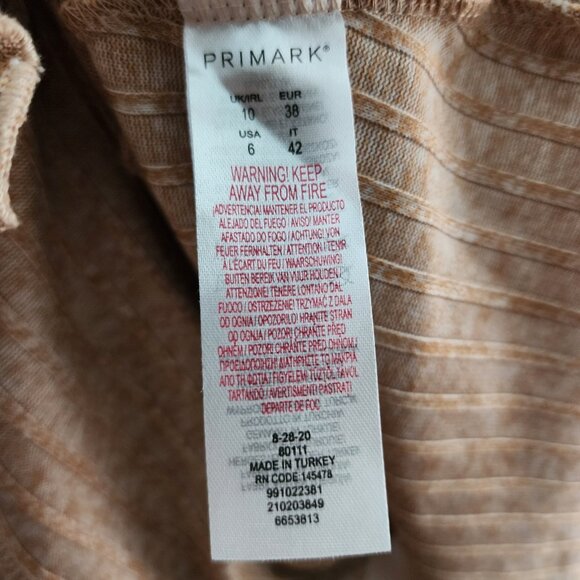 PRIMARK®
UK/IRL EUR
10 38
USA IT
6 42
WARNING! KEEP
AWAY FROM FIRE
¡ADVERTENCIA! MANTENER EL PRODUCTO
ALEJADO DEL FUEGO / AVISO! MANTER
AFASTADO DO FOGO / ACHTUNG! VON
FEUER FERNHALTEN / ATTENTION ! TENIR
À L'ÉCART DU FEU / WAARSCHUWING!
BUITEN BEREIK VAN VUUR HOUDEN /
ATTENZIONE! TENERE LONTANO DAL
FUOCO / OSTRZEŻENIE! TRZYMAĆ Z DALA
OD OGNIA / OPOZORILO! HRANITE STRAN
OD OGNJA / POZOR! CHRAŇTE PŘED
OHNĚM / POZOR! CHRÁŇTE PRED OHŇOM /
ΠΡΟΕΙΔΟΠΟΙΗΣΗ! ΔΙΑΤΗΡΗΣΤΕ ΤΟ ΜΑΚΡΙΑ
ΑΠΟ ΤΗ ΦΩΤΙΑ / FIGYELEM! TŰZTŐL TÁVOL
TARTANDÓ / AVERTISMENT! PĂSTRAȚI
DEPARTE DE FOC
8-28-20
80111
MADE IN TURKEY
RN CODE: 145478
991022381
210203849
6653813